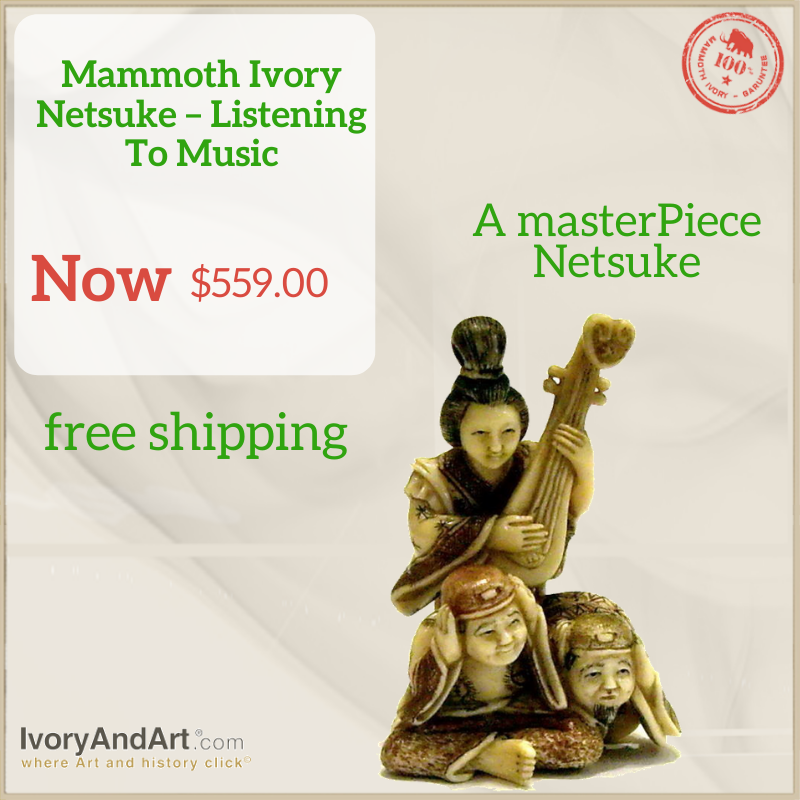 Mammoth Ivory
Netsuke – Listening
To Music
100%
MAMMOTH IVORY – GARUNTEE
A masterPiece
Netsuke
Now $559.00
free shipping
IvoryAndArt®.com
where Art and history click©